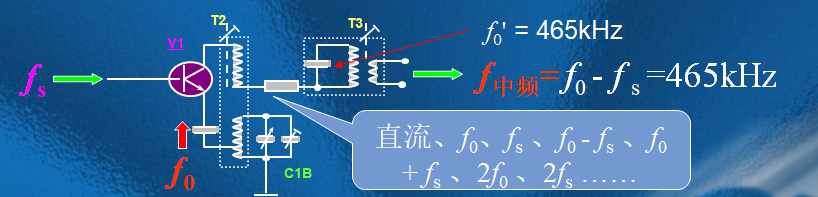 T2
T3
V1
f0' = 465kHz
fs
f中频=f0-fs=465kHz
直流、f0、fs、f0-fs、f0
+fs、2f0、2fs……
f0
C1B